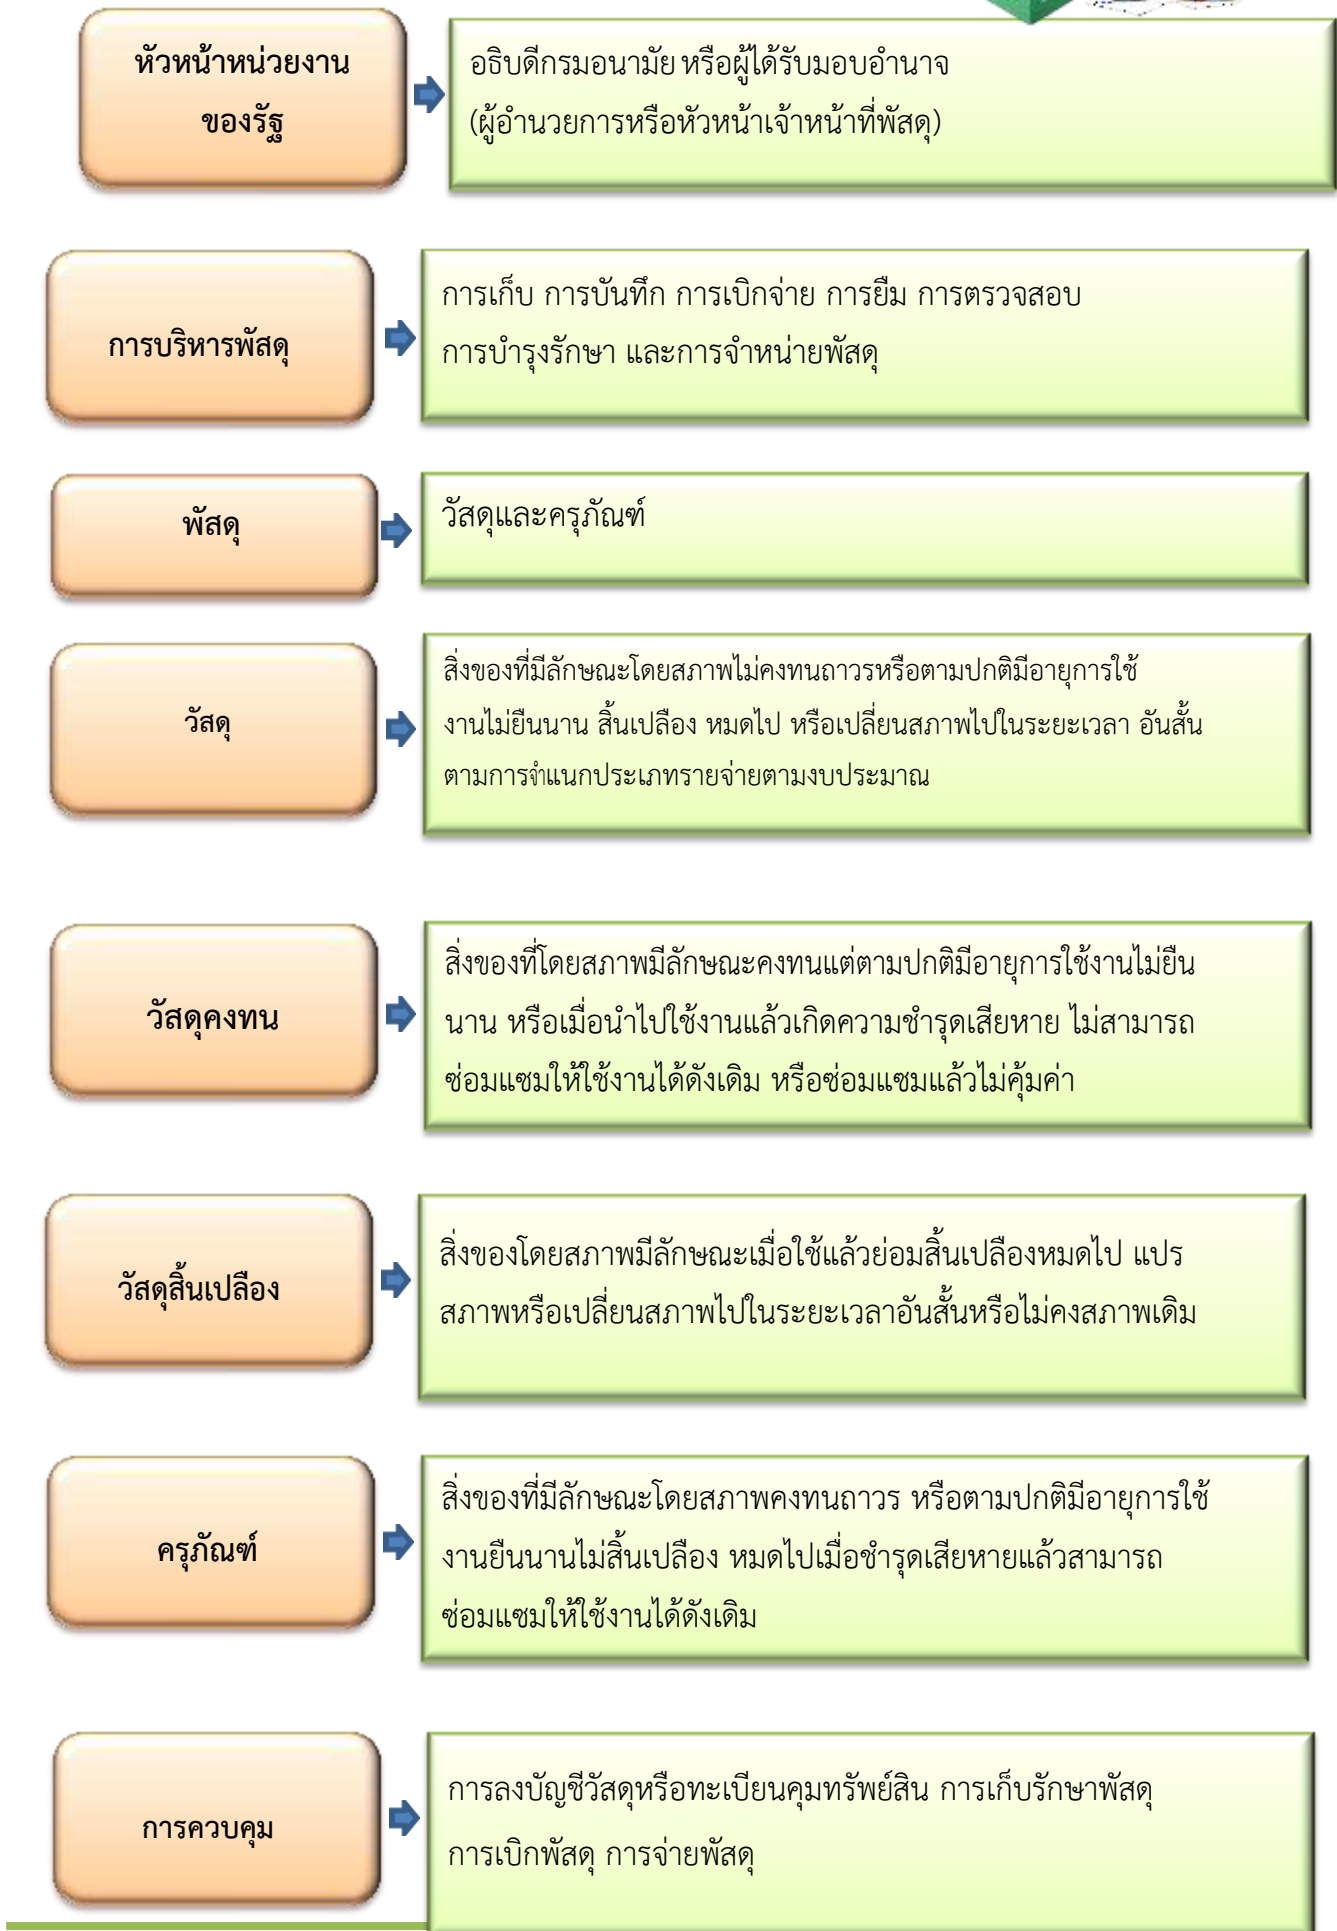 หัวหน้าหน่วยงาน
ของรัฐ
อธิบดีกรมอนามัย หรือผู้ได้รับมอบอำนาจ
(ผู้อำนวยการหรือหัวหน้าเจ้าหน้าที่พัสดุ)
การบริหารพัสดุ
การเก็บ การบันทึก การเบิกจ่าย การยืม การตรวจสอบ
การบำรุงรักษา และการจำหน่ายพัสดุ
พัสดุ
วัสดุและครุภัณฑ์
วัสดุ
สิ่งของที่มีลักษณะโดยสภาพไม่คงทนถาวรหรือตามปกติมีอายุการใช้
งานไม่ยืนนาน สิ้นเปลือง หมดไป หรือเปลี่ยนสภาพไปในระยะเวลา อันสั้น
ตามการจำแนกประเภทรายจ่ายตามงบประมาณ
วัสดุคงทน
สิ่งของที่โดยสภาพมีลักษณะคงทนแต่ตามปกติมีอายุการใช้งานไม่ยืน
นาน หรือเมื่อนำไปใช้งานแล้วเกิดความชำรุดเสียหาย ไม่สามารถ
ซ่อมแซมให้ใช้งานได้ดังเดิม หรือซ่อมแซมแล้วไม่คุ้มค่า
วัสดุสิ้นเปลือง
สิ่งของโดยสภาพมีลักษณะเมื่อใช้แล้วย่อมสิ้นเปลืองหมดไป แปร
สภาพหรือเปลี่ยนสภาพไปในระยะเวลาอันสั้นหรือไม่คงสภาพเดิม
ครุภัณฑ์
สิ่งของที่มีลักษณะโดยสภาพคงทนถาวร หรือตามปกติมีอายุการใช้
งานยืนนานไม่สิ้นเปลือง หมดไปเมื่อชำรุดเสียหายแล้วสามารถ
ซ่อมแซมให้ใช้งานได้ดังเดิม
การควบคุม
การลงบัญชีวัสดุหรือทะเบียนคุมทรัพย์สิน การเก็บรักษาพัสดุ
การเบิกพัสดุ การจ่ายพัสดุ